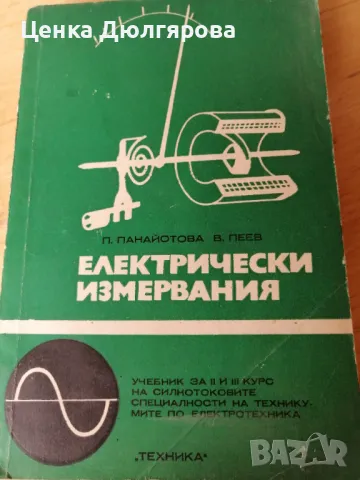 Ценка Дюлгярова
П. ПАНАЙОТОВА В. ПЕЕВ
ЕЛЕКТРИЧЕСКИ
ИЗМЕРВАНИЯ
УЧЕБНИК ЗА II И III КУРС
НА СИЛНОТОКОВИТЕ
СПЕЦИАЛНОСТИ НА ТЕХНИКУ-
МИТЕ ПО ЕЛЕКТРОТЕХНИКА
„ТЕХНИКА“
BAZAR